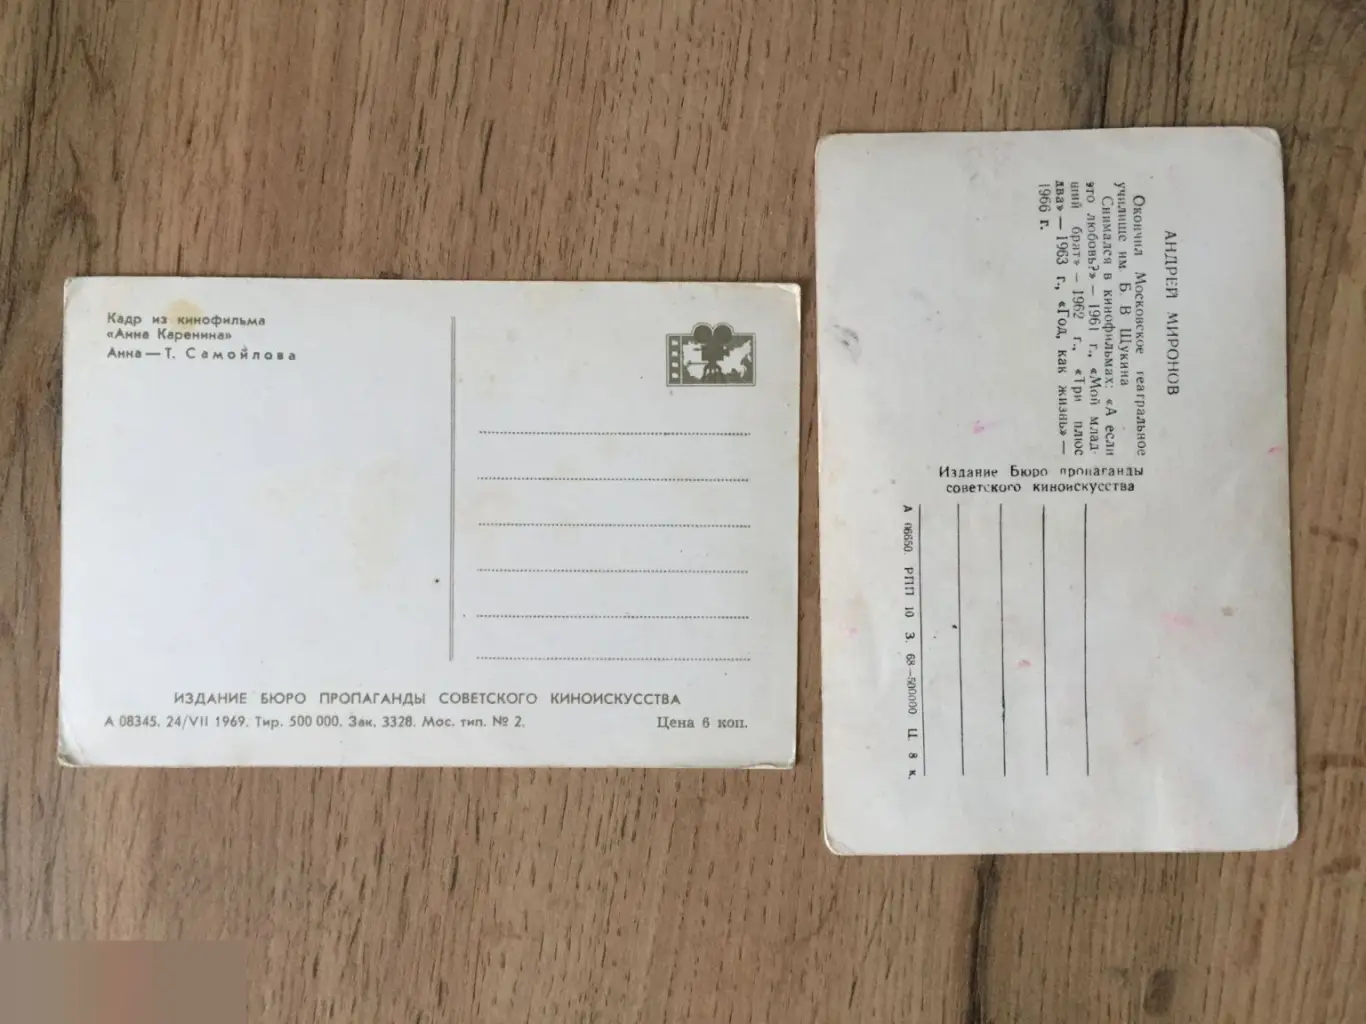 Кадр из кинофильма
«Анна Каренина»
Анна — Т. Самойлова
ИЗДАНИЕ БЮРО ПРОПАГАНДЫ СОВЕТСКОГО КИНОИСКУССТВА
А 08345. 24/VII 1969. Тир. 500 000. Зак. 3328. Мос. тип. № 2.
Цена 6 коп.
АНДРЕЙ МИРОНОВ
Окончил Московское театральное
училище им. Б. В Щукина
Снимался в кинофильмах: «А если
это любовь?» — 1961 г., «Мой млад-
ший брат» — 1962 г., «Три плюс
два» — 1963 г., «Год, как жизнь» —
1966 г.
Издание Бюро пропаганды
советского киноискусства
А 06650. РПП 10 З. 68—500000 Ц. 8 к.